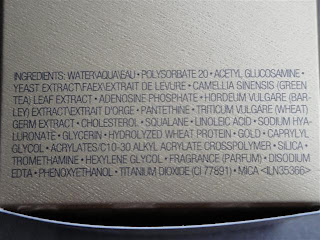 INGREDIENTS: WATER\AQUA\EAU • POLYSORBATE 20 • ACETYL GLUCOSAMINE •
YEAST EXTRACT\FAEX\EXTRAIT DE LEVURE • CAMELLIA SINENSIS (GREEN
TEA) LEAF EXTRACT • ADENOSINE PHOSPHATE • HORDEUM VULGARE (BAR-
LEY) EXTRACT\EXTRAIT D'ORGE • PANTETHINE • TRITICUM VULGARE (WHEAT)
GERM EXTRACT • CHOLESTEROL • SQUALANE • LINOLEIC ACID • SODIUM HYA-
LURONATE • GLYCERIN • HYDROLYZED WHEAT PROTEIN • GOLD • CAPRYLYL
GLYCOL • ACRYLATES/C10-30 ALKYL ACRYLATE CROSSPOLYMER • SILICA •
TROMETHAMINE • HEXYLENE GLYCOL • FRAGRANCE (PARFUM) • DISODIUM
EDTA • PHENOXYETHANOL • TITANIUM DIOXIDE (CI 77891) • MICA <ILN35366>